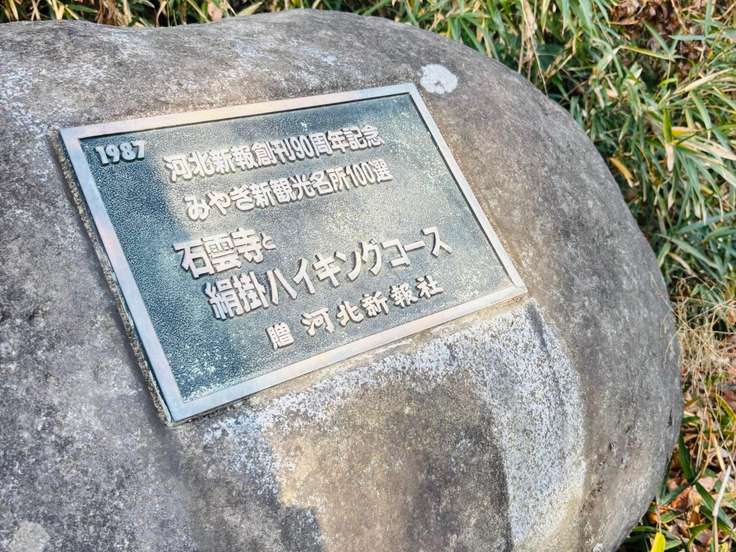 1987 河北新報創刊90周年記念
みやぎ新観光名所100選
石雲寺と
絹掛ハイキングコース
贈 河北新報社